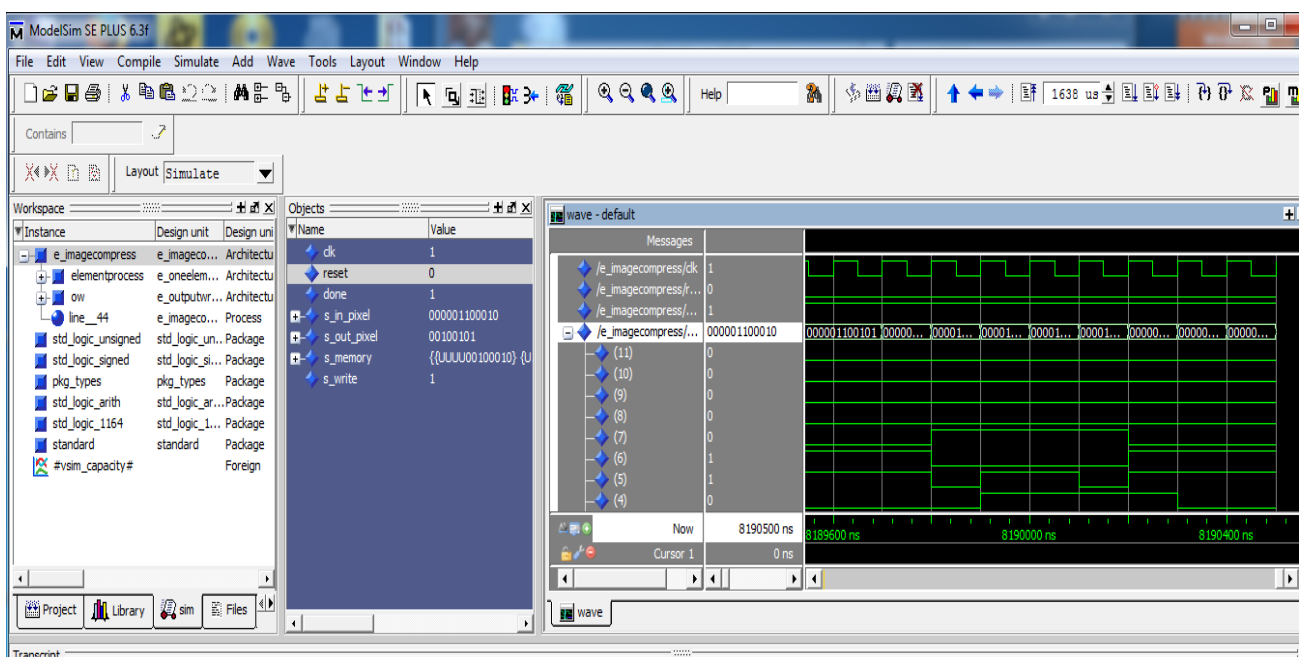 ModelSim SE PLUS 6.3f
File Edit View Compile Simulate Add Wave Tools Layout Window Help
Help 1638 us
Contains
Layout Simulate
Workspace
Instance Design unit Design uni
e_imagecompress e_imageco... Architectu
elementprocess e_oneelem... Architectu
ow e_outputwr... Architectu
line__44 e_imageco... Process
std_logic_unsigned std_logic_un.. Package
std_logic_signed std_logic_si... Package
pkg_types pkg_types Package
std_logic_arith std_logic_ar...Package
std_logic_1164 std_logic_1... Package
standard standard Package
#vsim_capacity# Foreign
Project Library sim Files
Objects
Name Value
clk 1
reset 0
done 1
s_in_pixel 000001100010
s_out_pixel 00100101
s_memory {{UUUU00100010} {U
s_write 1
wave - default
Messages
/e_imagecompress/clk 1
/e_imagecompress/r... 0
/e_imagecompress/... 1
/e_imagecompress/... 000001100010 000001100101 00000... 00001... 00001... 00001... 00001... 00000... 00000... 00000...
(11) 0
(10) 0
(9) 0
(8) 0
(7) 0
(6) 1
(5) 1
(4) 0
Now 8190500 ns 8189600 ns 8190000 ns 8190400 ns
Cursor 1 0 ns
wave
Transcript